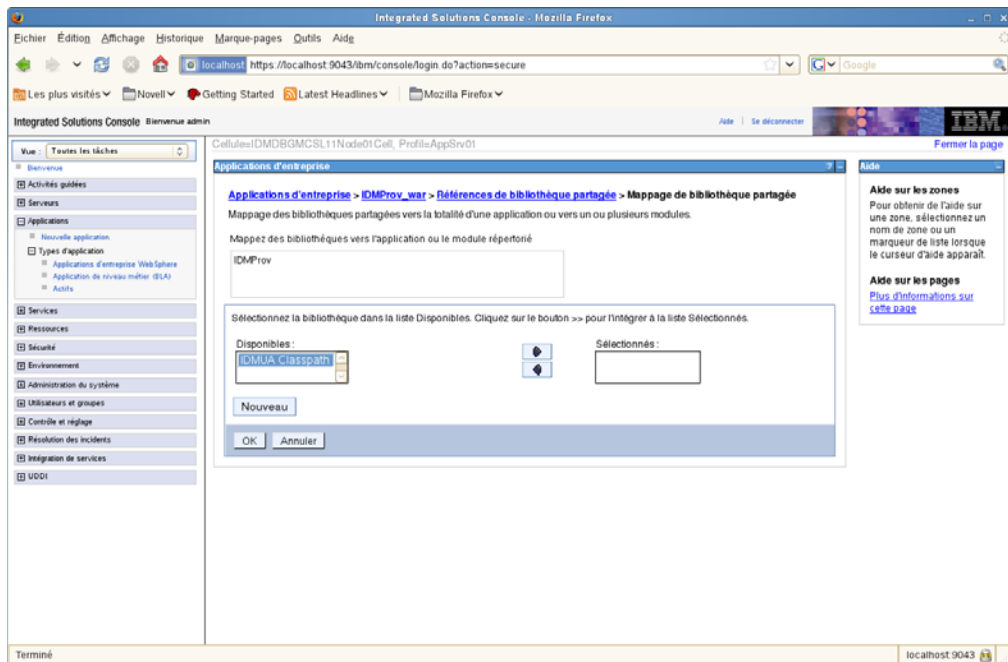 Integrated Solutions Console - Mozilla Firefox
Fichier Édition Affichage Historique Marque-pages Outils Aide
localhost https://localhost:9043/ibm/console/login.do?action=secure
Google
Les plus visités Novell Getting Started Latest Headlines Mozilla Firefox
Integrated Solutions Console Bienvenue admin
Aide | Se déconnecter
IBM.
Vue : Toutes les tâches
Bienvenue
Activités guidées
Serveurs
Applications
Nouvelle application
Types d'application
Applications d'entreprise WebSphere
Application de niveau métier (BLA)
Actifs
Services
Ressources
Sécurité
Environnement
Administration du système
Utilisateurs et groupes
Contrôle et réglage
Résolution des incidents
Intégration de services
UDDI
Cellule=IDMDBGMCSL11Node01Cell, Profil=AppSrv01
Fermer la page
Applications d'entreprise
?
Applications d'entreprise > IDMProv_war > Références de bibliothèque partagée > Mappage de bibliothèque partagée
Mappage des bibliothèques partagées vers la totalité d'une application ou vers un ou plusieurs modules.
Mappez des bibliothèques vers l'application ou le module répertorié
IDMProv
Sélectionnez la bibliothèque dans la liste Disponibles. Cliquez sur le bouton >> pour l'intégrer à la liste Sélectionnés.
Disponibles :
IDMUA Classpath
Sélectionnés :
Nouveau
OK Annuler
Aide
Aide sur les zones
Pour obtenir de l'aide sur
une zone, sélectionnez un
nom de zone ou un
marqueur de liste lorsque
le curseur d'aide apparaît.
Aide sur les pages
Plus d'informations sur
cette page
Terminé
localhost:9043